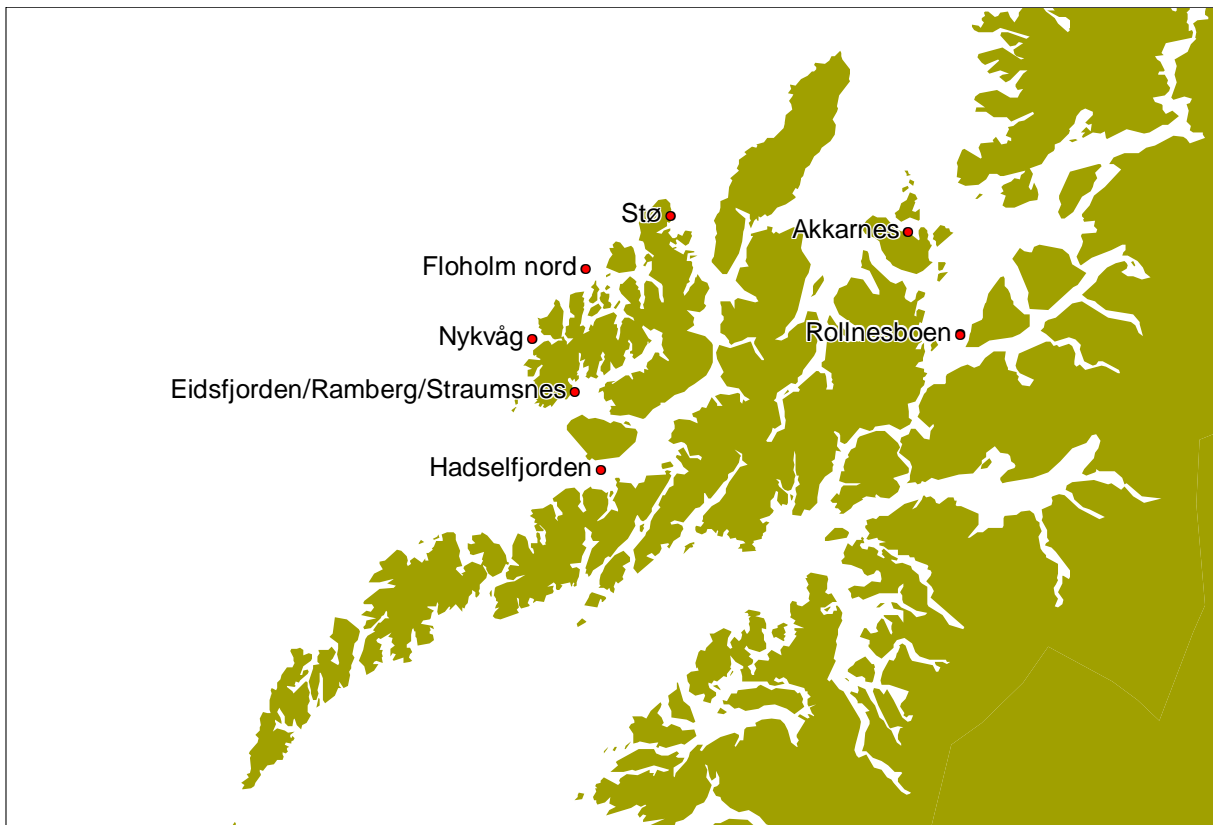 Stø
Akkarnes
Floholm nord
Rollnesboen
Nykvåg
Eidsfjorden/Ramberg/Straumsnes
Hadselfjorden